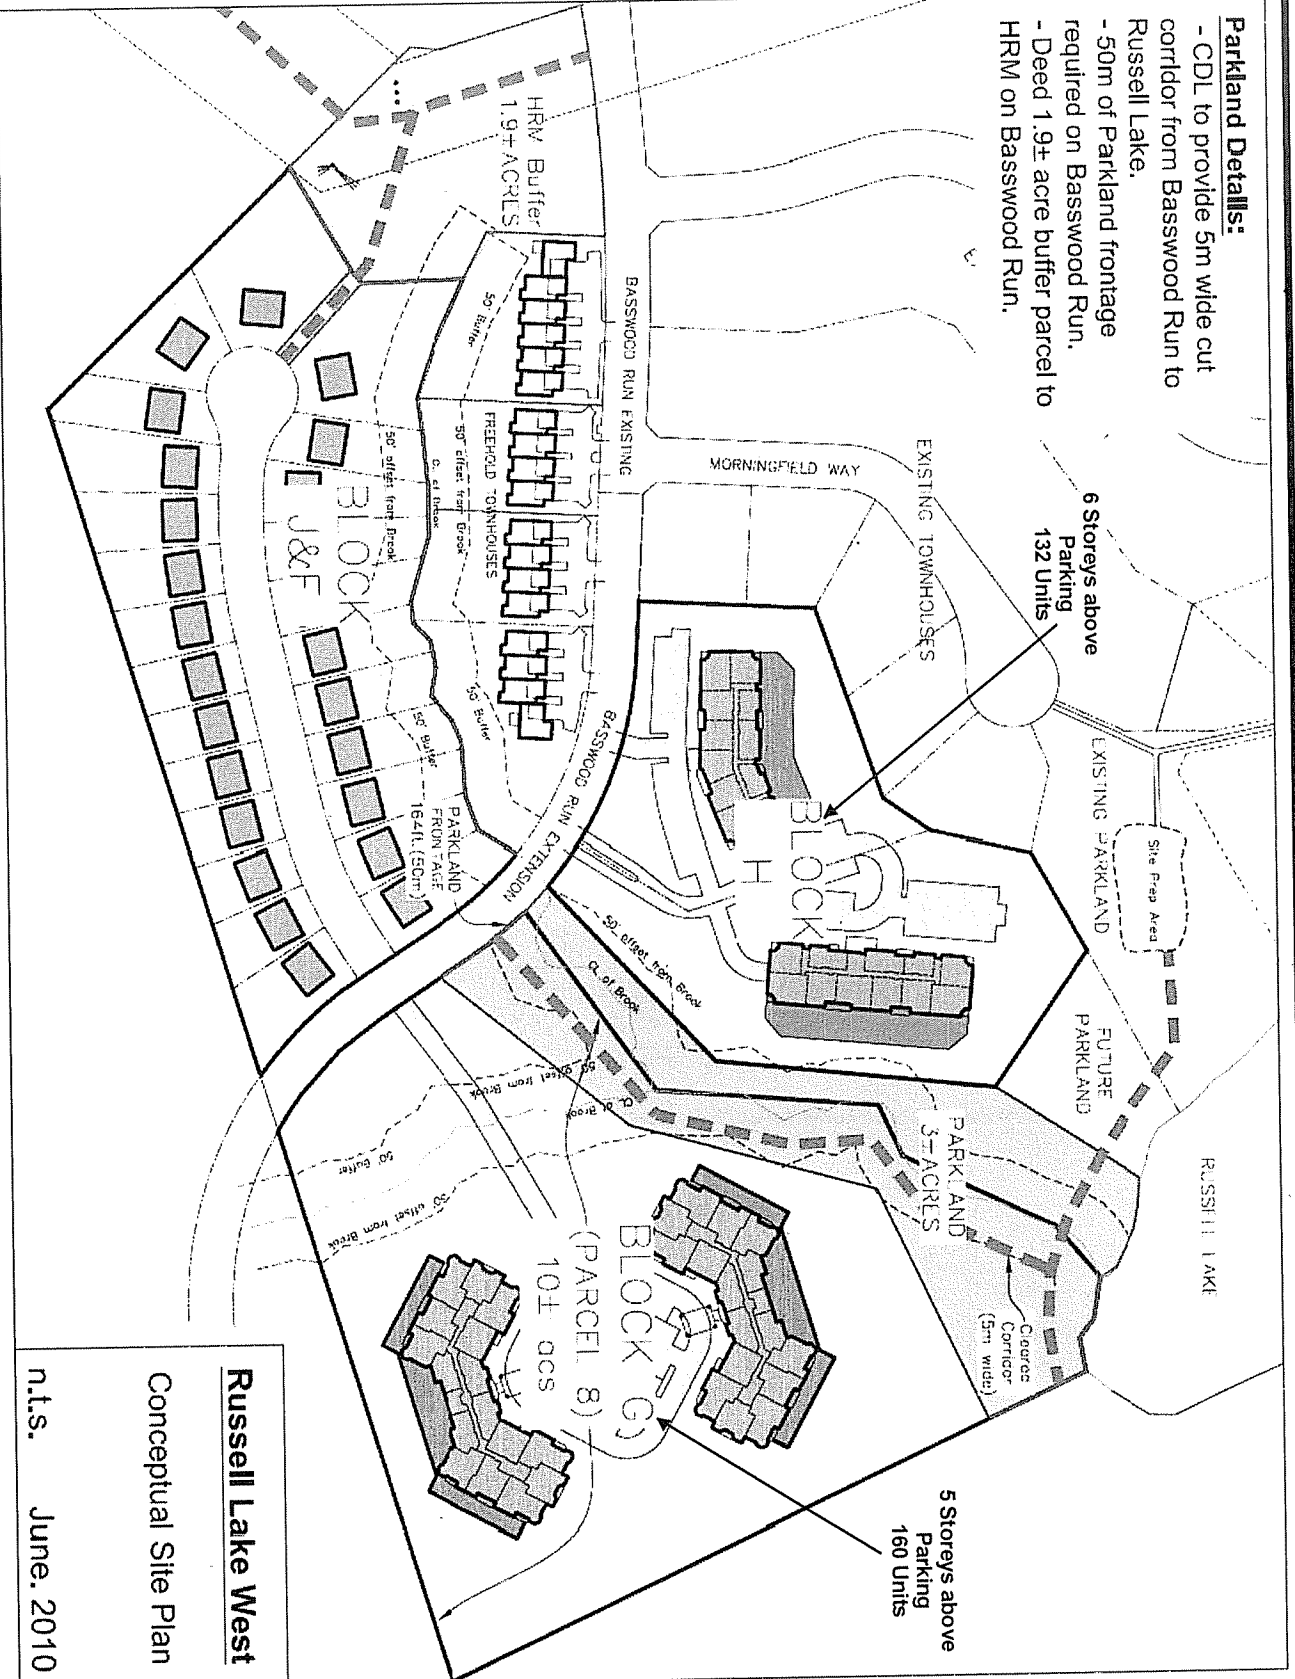 Parkland Details:
- CDL to provide 5m wide cut
corridor from Basswood Run to
Russell Lake.
- 50m of Parkland frontage
required on Basswood Run.
- Deed 1.9± acre buffer parcel to
HRM on Basswood Run.
6 Storeys above
Parking
132 Units
EXISTING TOWNHOUSES
MORNINGFIELD WAY
BASSWOOD RUN EXISTING
HRM Buffer
1.9± ACRES
FREEHOLD TOWNHOUSES
50' Buffer
50' offset from Brook
CL of Brook
50' offset from Brook
50' Buffer
50' Buffer
BLOCK
J&F
BASSWOOD RUN EXTENSION
PARKLAND
FRONTAGE
164ft. (50m)
BLOCK
H
EXISTING PARKLAND
Site Prep Area
FUTURE
PARKLAND
RUSSELL LAKE
PARKLAND
3± ACRES
Cleared
Corridor
(5m wide)
50' offset from Brook
CL of Brook
50' offset from Brook
CL of Brook
50' Buffer
50' offset from Brook
BLOCK
G)
(PARCEL 8)
10± acs
5 Storeys above
Parking
160 Units
Russell Lake West
Conceptual Site Plan
n.t.s. June. 2010